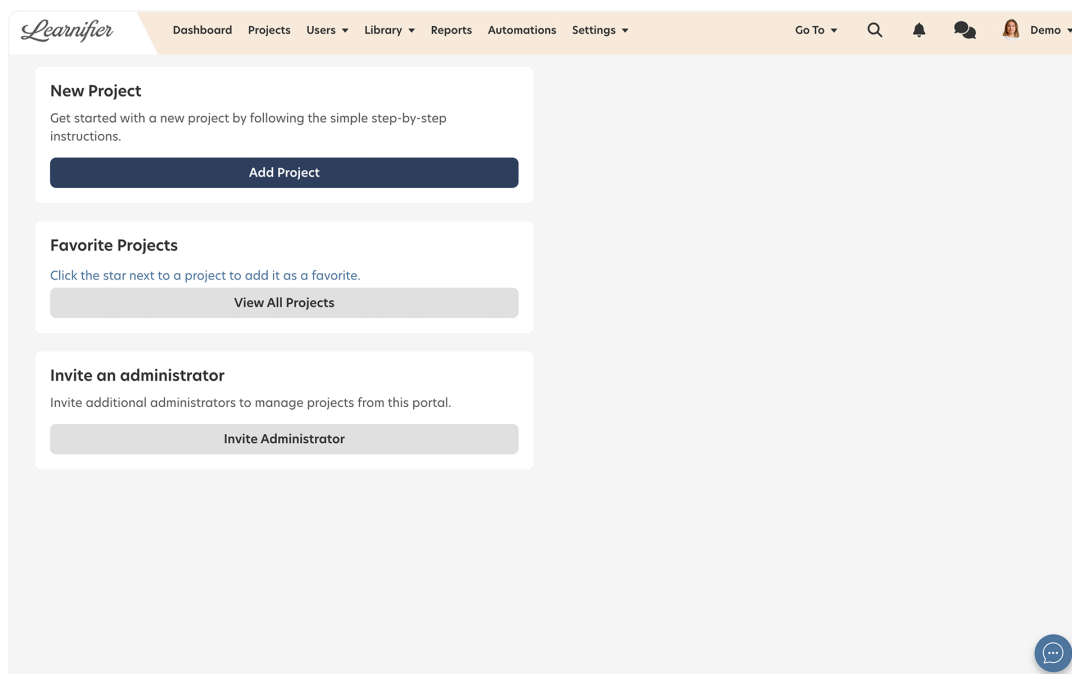 Learnifier
Dashboard Projects Users Library Reports Automations Settings Go To Demo
New Project
Get started with a new project by following the simple step-by-step
instructions.
Add Project
Favorite Projects
Click the star next to a project to add it as a favorite.
View All Projects
Invite an administrator
Invite additional administrators to manage projects from this portal.
Invite Administrator